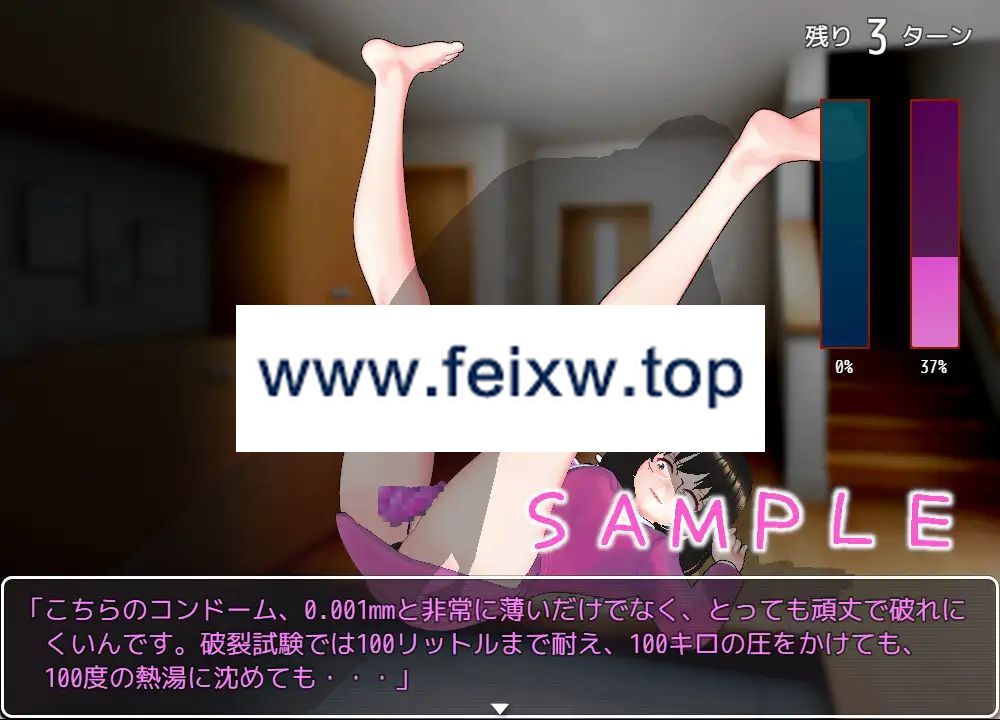 残り 3 ターン
0%
37%
www.feixw.top
SAMPLE
「こちらのコンドーム、0.001mmと非常に薄いだけでなく、とっても頑丈で破れに
くいんです。破裂試験では100リットルまで耐え、100キロの圧をかけても、
100度の熱湯に沈めても・・・」